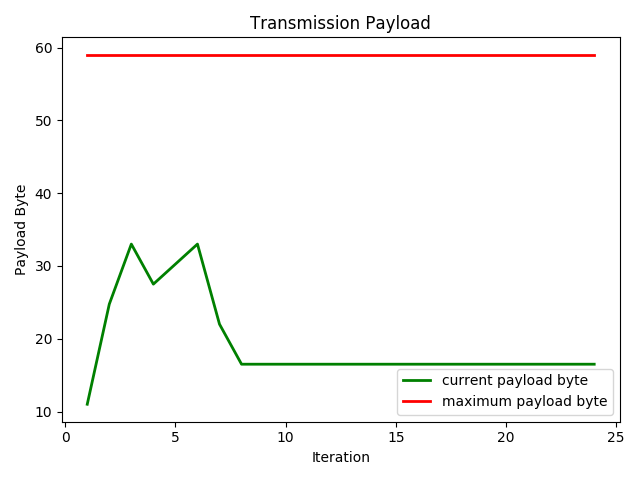 Transmission Payload
Payload Byte
60
50
40
30
20
10
0
5
10
15
20
25
Iteration
current payload byte
maximum payload byte